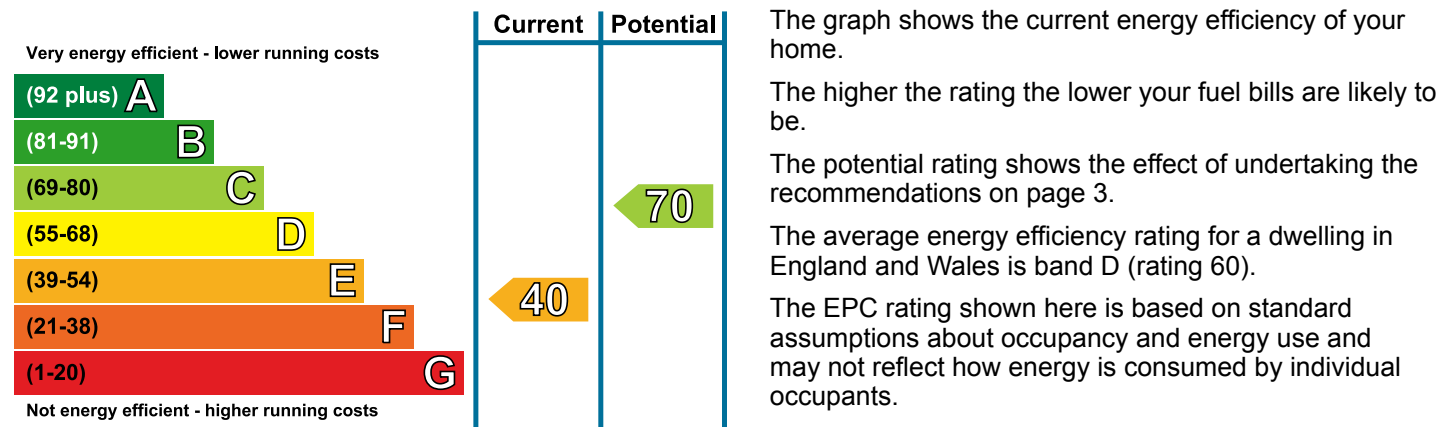 Current Potential
Very energy efficient - lower running costs
(92 plus) A
(81-91) B
(69-80) C
70
(55-68) D
(39-54) E
40
(21-38) F
(1-20) G
Not energy efficient - higher running costs
The graph shows the current energy efficiency of your
home.
The higher the rating the lower your fuel bills are likely to
be.
The potential rating shows the effect of undertaking the
recommendations on page 3.
The average energy efficiency rating for a dwelling in
England and Wales is band D (rating 60).
The EPC rating shown here is based on standard
assumptions about occupancy and energy use and
may not reflect how energy is consumed by individual
occupants.